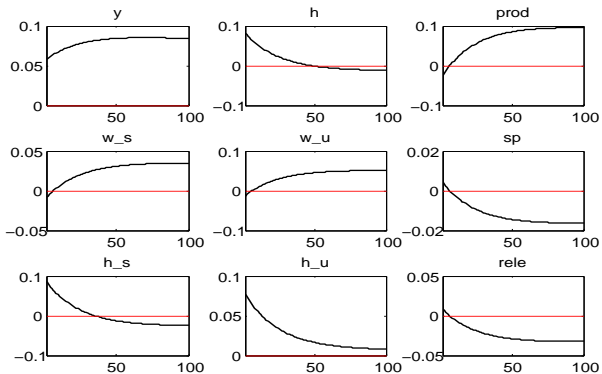 y h prod
0.1 0.1 0.1
0.05 0 0
0 −0.1 −0.1
50 100 50 100 50 100
w_s w_u sp
0.05 0.1 0.02
0 0 0
−0.05 −0.1 −0.02
50 100 50 100 50 100
h_s h_u rele
0.1 0.1 0.05
0 0.05 0
−0.1 0 −0.05
50 100 50 100 50 100